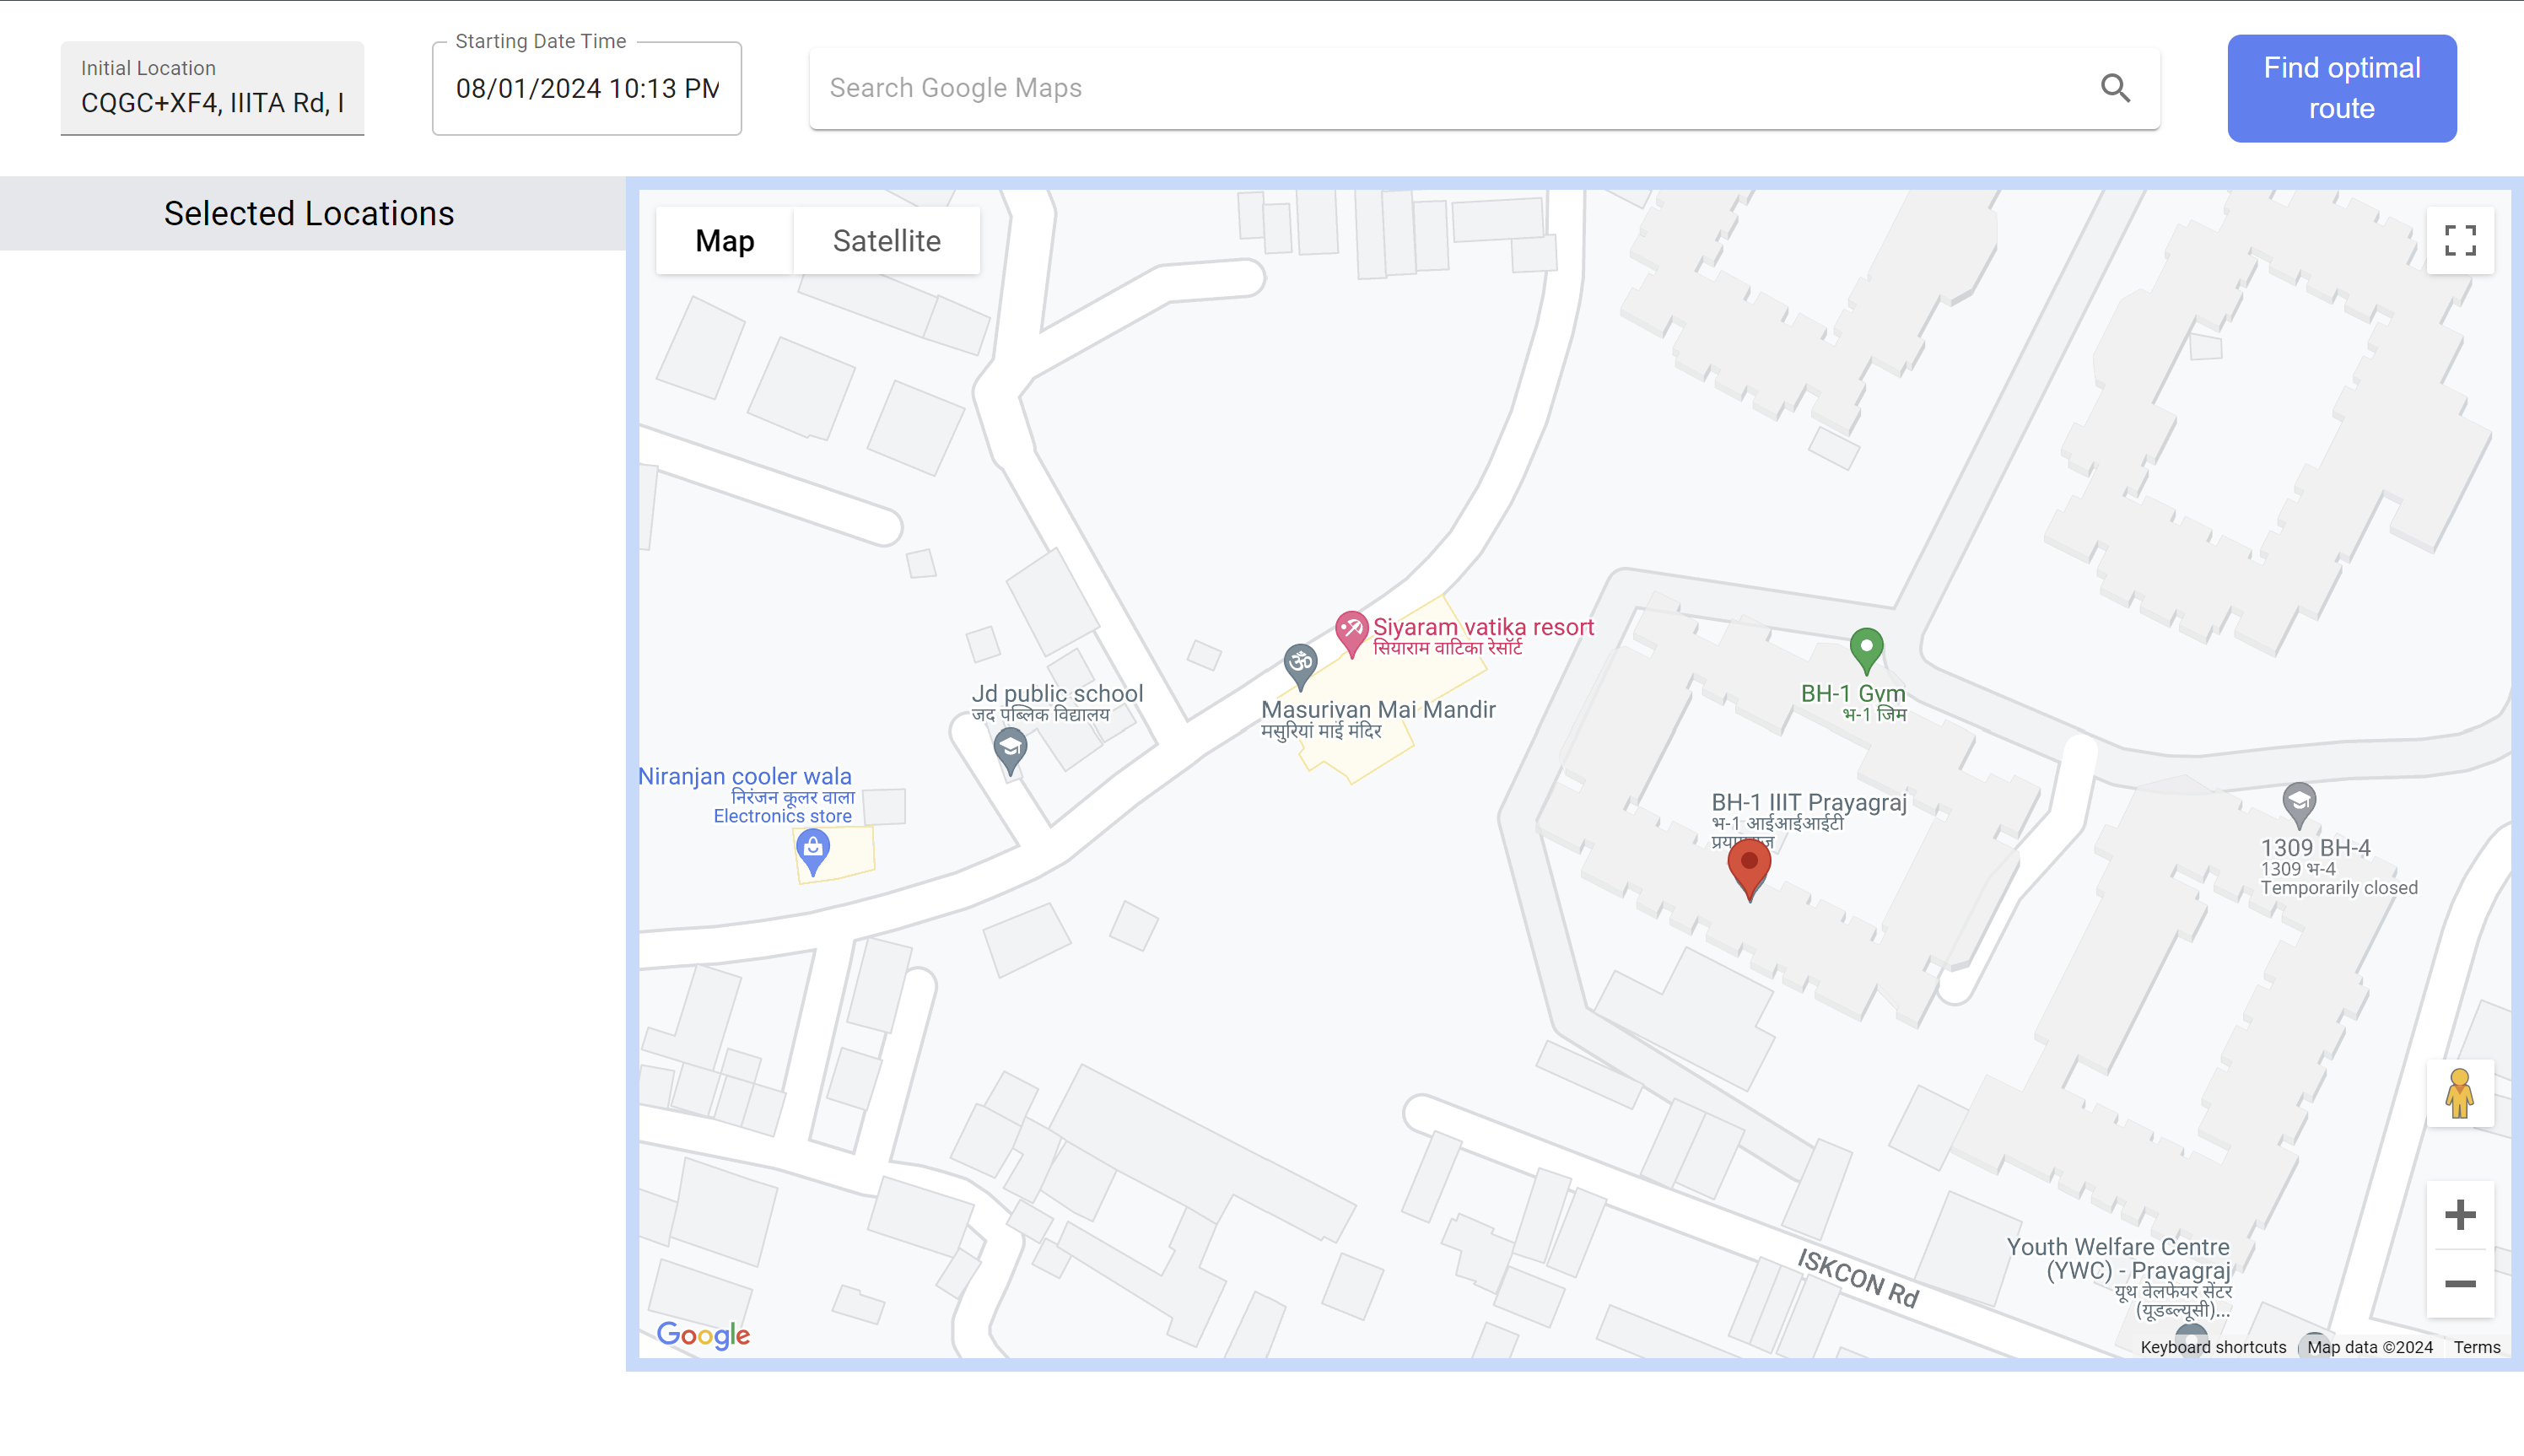 Initial Location
CQGC+XF4, IIITA Rd, I
Starting Date Time
08/01/2024 10:13 PM
Search Google Maps
Find optimal
route
Selected Locations
Map
Satellite
Siyaram vatika resort
सियाराम वाटिका रेसॉर्ट
Masuriyan Mai Mandir
मसुरियां माई मंदिर
Jd public school
जद पब्लिक विद्यालय
Niranjan cooler wala
निरंजन कूलर वाला
Electronics store
BH-1 Gym
भ-1 जिम
BH-1 IIIT Prayagraj
भ-1 आईआईआईटी
1309 BH-4
1309 भ-4
Temporarily closed
ISKCON Rd
Youth Welfare Centre
(YWC) - Prayagraj
यूथ वेलफेयर सेंटर
(यूडब्ल्यूसी)...
Google
Keyboard shortcuts
Map data ©2024
Terms